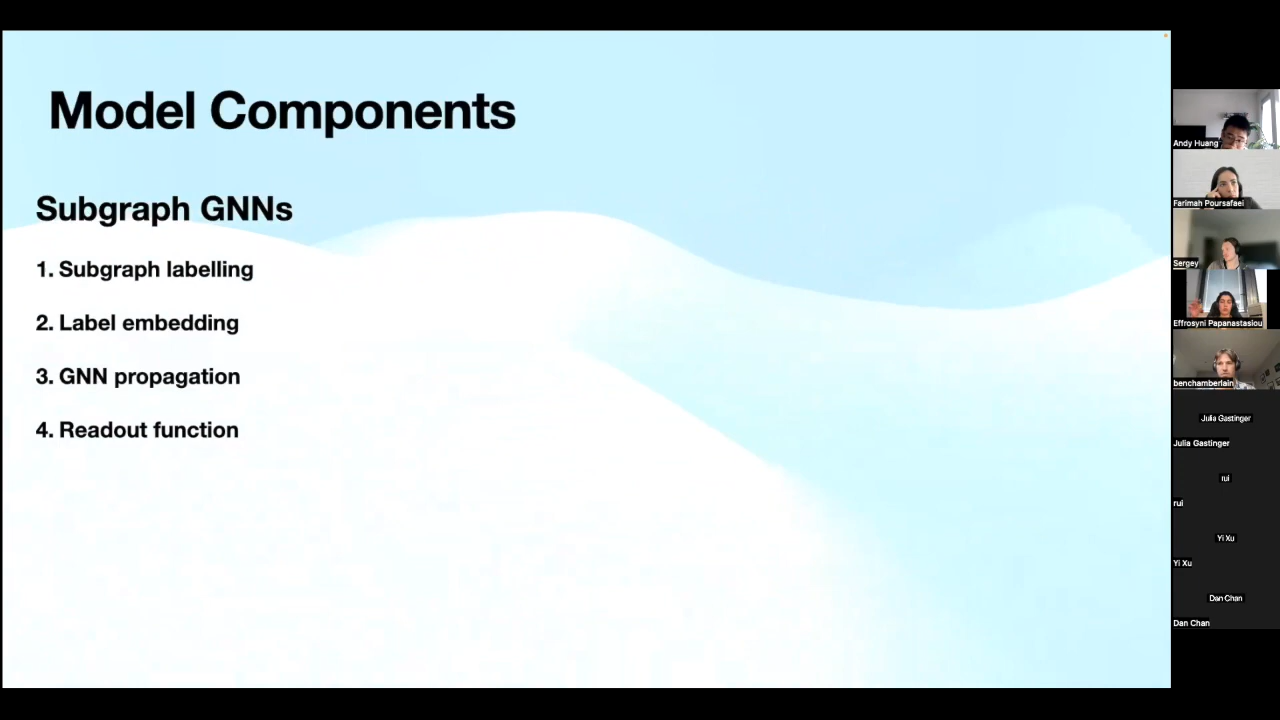 Model Components
Subgraph GNNs
1. Subgraph labelling
2. Label embedding
3. GNN propagation
4. Readout function
Andy Huang
Farimah Poursafaei
Sergey
Effrosyni Papanastasiou
benchamberlain
Julia Gastinger
Julia Gastinger
rui
rui
Yi Xu
Yi Xu
Dan Chan
Dan Chan